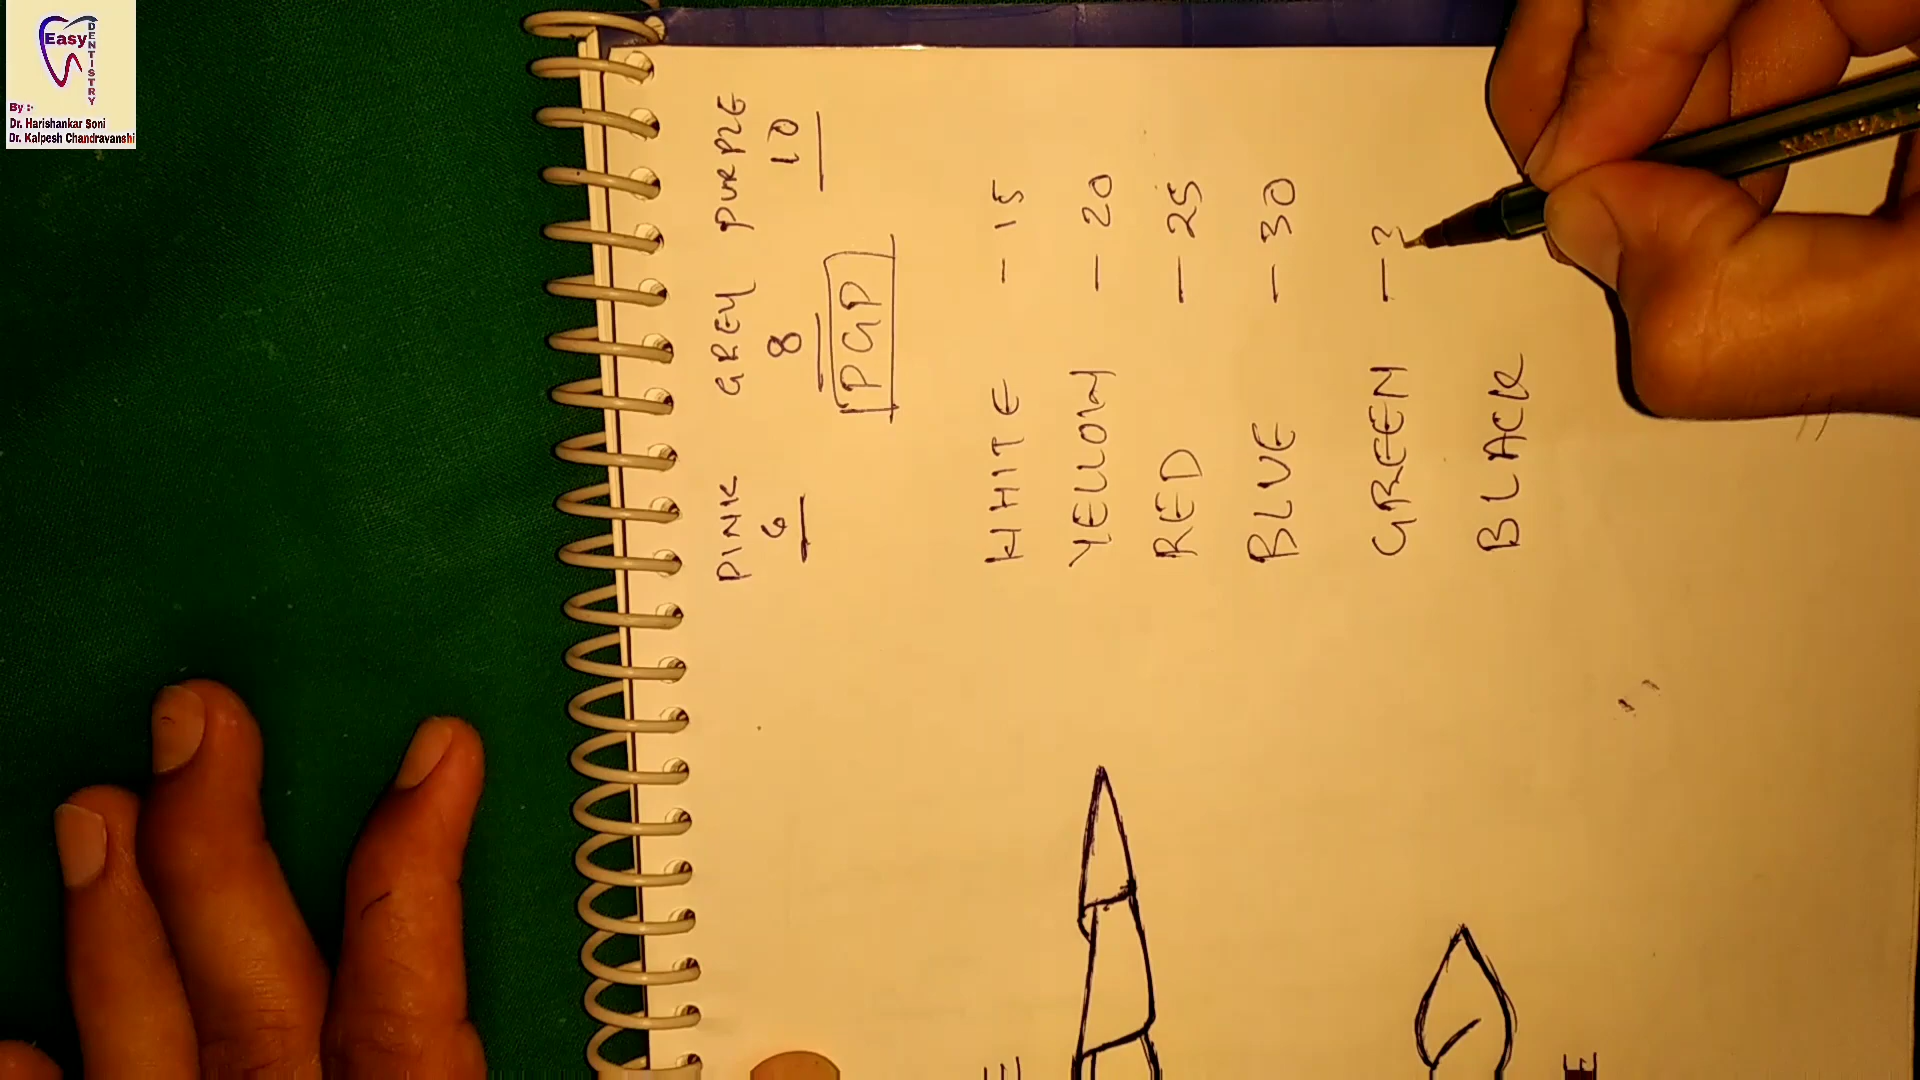 Easy
DENTISTRY
By :-
Dr. Harishankar Soni
Dr. Kalpesh Chandravanshi
PINK GREY PURPLE
6 8 10
PGP
WHITE - 15
YELLOW - 20
RED - 25
BLUE - 30
GREEN - 3
BLACK
NATARAJ
E
E